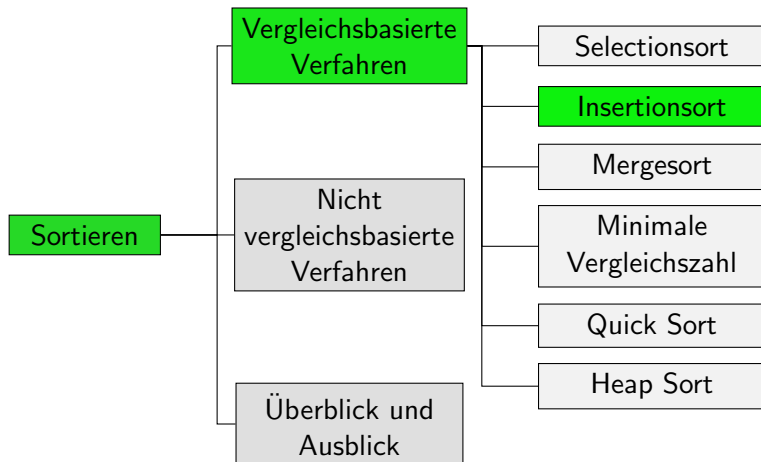 Sortieren
Vergleichsbasierte
Verfahren
Nicht
vergleichsbasierte
Verfahren
Überblick und
Ausblick
Selectionsort
Insertionsort
Mergesort
Minimale
Vergleichszahl
Quick Sort
Heap Sort